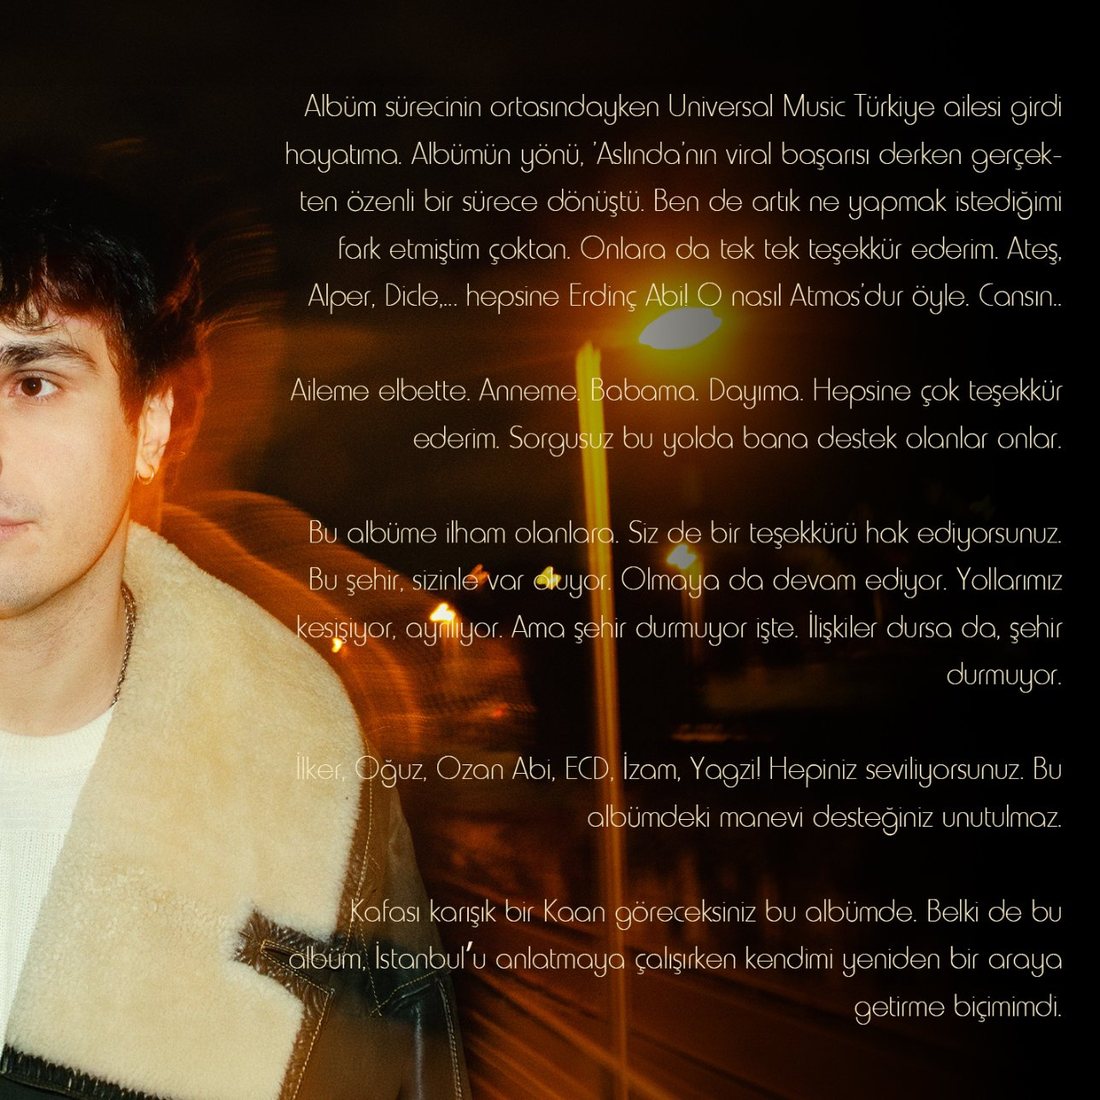 Albüm sürecinin ortasındayken Universal Music Türkiye ailesi girdi
hayatıma. Albümün yönü, 'Aslında'nın viral başarısı derken gerçek-
ten özenli bir sürece dönüştü. Ben de artık ne yapmak istediğimi
fark etmiştim çoktan. Onlara da tek tek teşekkür ederim. Ateş,
Alper, Dicle,... hepsine Erdinç Abi! O nasıl Atmos'dur öyle. Cansın..
Aileme elbette. Anneme. Babama. Dayıma. Hepsine çok teşekkür
ederim. Sorgusuz bu yolda bana destek olanlar onlar.
Bu albüme ilham olanlara. Siz de bir teşekkürü hak ediyorsunuz.
Bu şehir, sizinle var oluyor. Olmaya da devam ediyor. Yollarımız
kesişiyor, ayrılıyor. Ama şehir durmuyor işte. İlişkiler dursa da, şehir
durmuyor.
İlker, Oğuz, Ozan Abi, ECD, İzam, Yagzi! Hepiniz seviliyorsunuz. Bu
albümdeki manevi desteğiniz unutulmaz.
Kafası karışık bir Kaan göreceksiniz bu albümde. Belki de bu
albüm, İstanbul'u anlatmaya çalışırken kendimi yeniden bir araya
getirme biçimimdi.